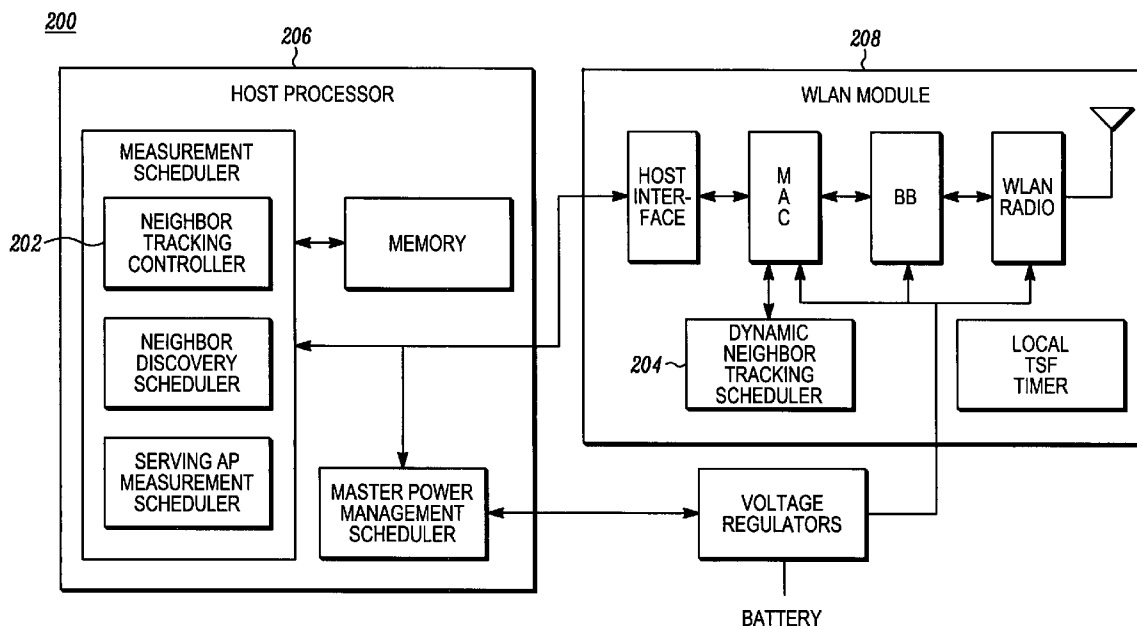 200
206
208
HOST PROCESSOR
WLAN MODULE
MEASUREMENT
SCHEDULER
202
NEIGHBOR
TRACKING
CONTROLLER
MEMORY
NEIGHBOR
DISCOVERY
SCHEDULER
SERVING AP
MEASUREMENT
SCHEDULER
MASTER POWER
MANAGEMENT
SCHEDULER
HOST
INTER-
FACE
M
A
C
BB
WLAN
RADIO
204
DYNAMIC
NEIGHBOR
TRACKING
SCHEDULER
LOCAL
TSF
TIMER
VOLTAGE
REGULATORS
BATTERY